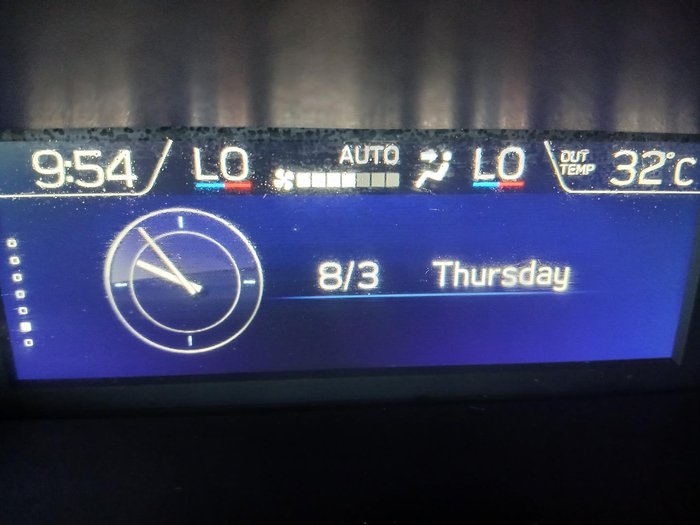 9:54 LO AUTO LO OUT TEMP 32°C
8/3 Thursday